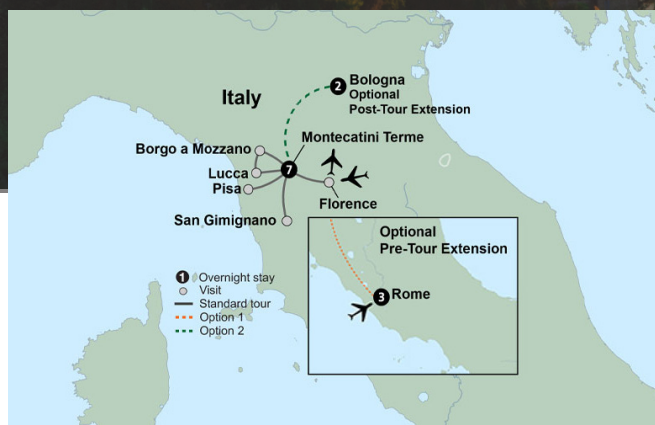 Italy
2
Bologna
Optional
Post-Tour Extension
Borgo a Mozzano
Montecatini Terme
7
Lucca
Pisa
Florence
San Gimignano
Optional
Pre-Tour Extension
3 Rome
1 Overnight stay
Visit
Standard tour
Option 1
Option 2